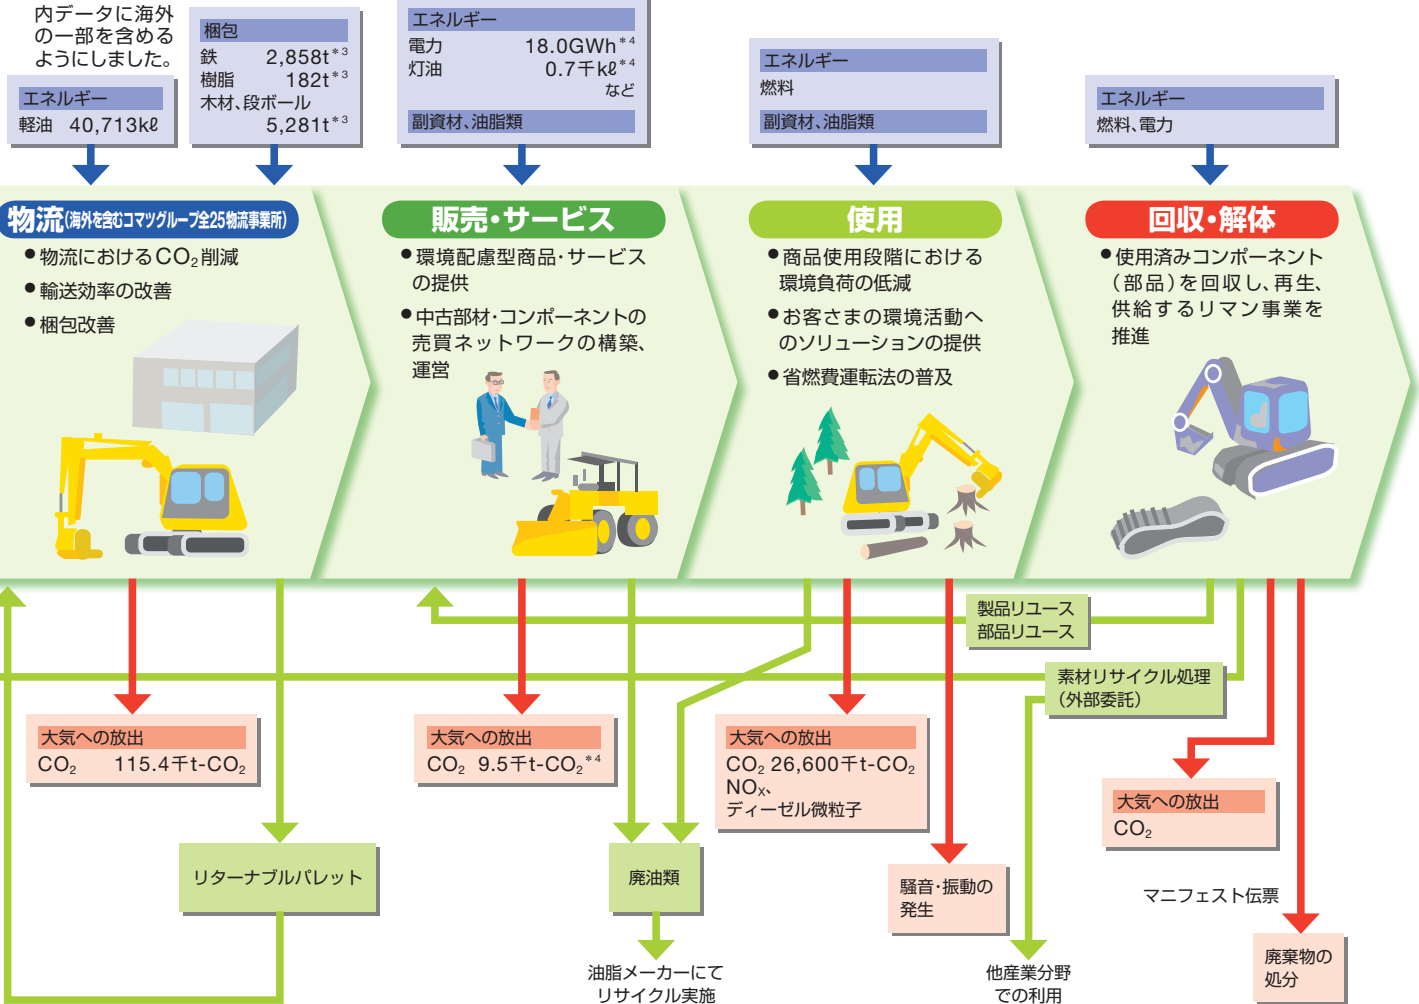 内データに海外
の一部を含める
ようにしました。
エネルギー
軽油 40,713kℓ
梱包
鉄 2,858t*3
樹脂 182t*3
木材、段ボール
5,281t*3
エネルギー
電力 18.0GWh*4
灯油 0.7千kℓ*4
など
副資材、油脂類
エネルギー
燃料
副資材、油脂類
エネルギー
燃料、電力
物流(海外を含むコマツグループ全25物流事業所)
●物流におけるCO₂削減
●輸送効率の改善
●梱包改善
販売・サービス
●環境配慮型商品・サービス
の提供
●中古部材・コンポーネントの
売買ネットワークの構築、
運営
使用
●商品使用段階における
環境負荷の低減
●お客さまの環境活動へ
のソリューションの提供
●省燃費運転法の普及
回収・解体
●使用済みコンポーネント
(部品)を回収し、再生、
供給するリマン事業を
推進
製品リユース
部品リユース
素材リサイクル処理
(外部委託)
大気への放出
CO₂ 115.4千t-CO₂
大気への放出
CO₂ 9.5千t-CO₂*4
大気への放出
CO₂ 26,600千t-CO₂
NOx、
ディーゼル微粒子
大気への放出
CO₂
リターナブルパレット
廃油類
騒音・振動の
発生
マニフェスト伝票
廃棄物の
処分
油脂メーカーにて
リサイクル実施
他産業分野
での利用